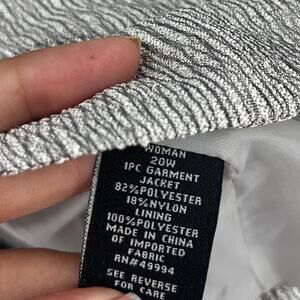 WOMAN
20W
1PC GARMENT
JACKET
82%POLYESTER
18%NYLON
LINING
100%POLYESTER
MADE IN CHINA
OF IMPORTED
FABRIC
RN#49994
SEE REVERSE
FOR CARE